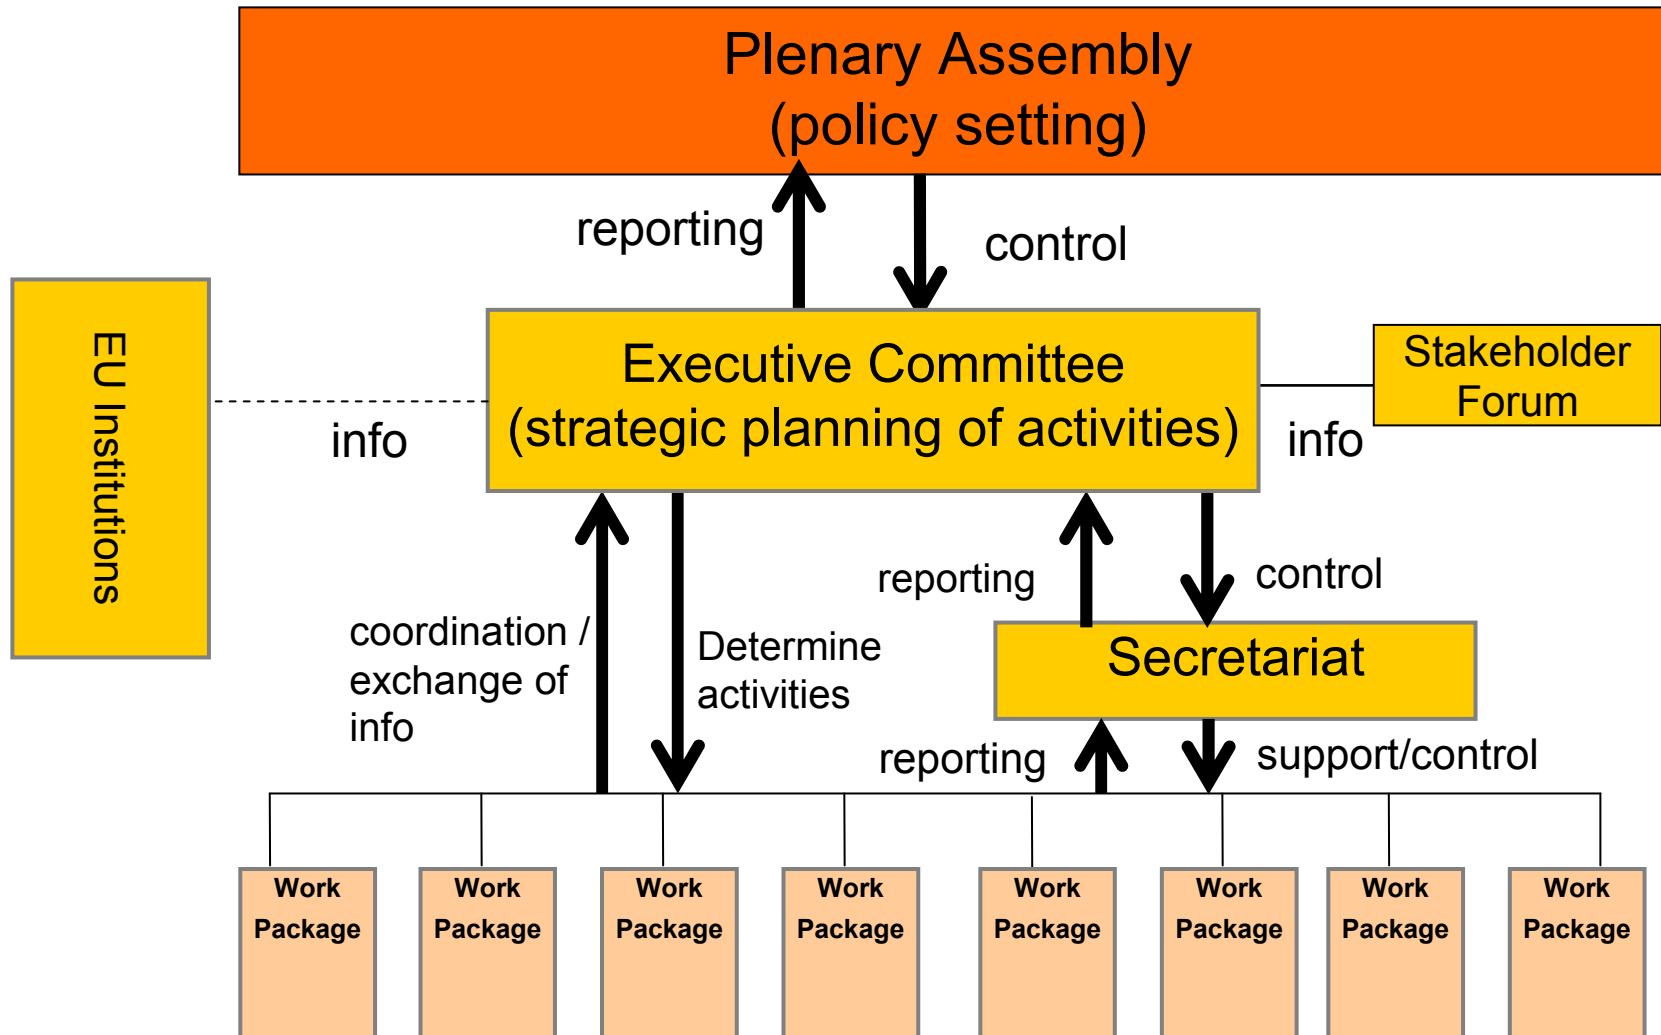 Plenary Assembly
(policy setting)
reporting
control
EU Institutions
Executive Committee
(strategic planning of activities)
Stakeholder
Forum
info
info
reporting
control
coordination /
exchange of
info
Determine
activities
Secretariat
reporting
support/control
Work
Package
Work
Package
Work
Package
Work
Package
Work
Package
Work
Package
Work
Package
Work
Package